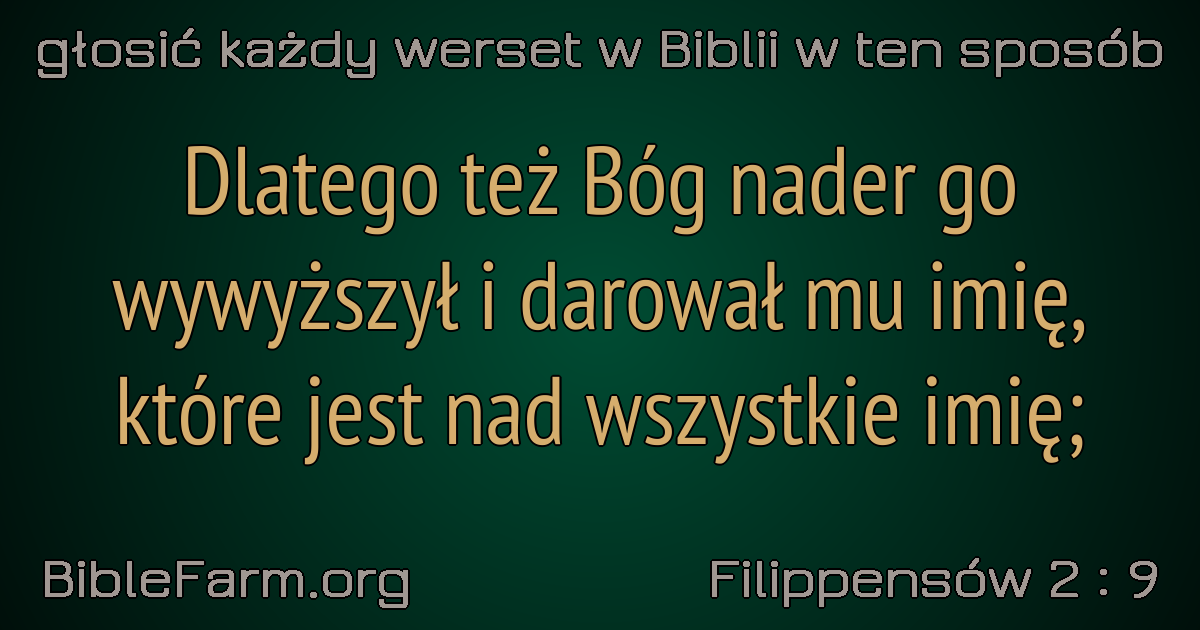 głosić każdy werset w Biblii w ten sposób
Dlatego też Bóg nader go
wywyższył i darował mu imię,
które jest nad wszystkie imię;
BibleFarm.org
Filippensów 2 : 9